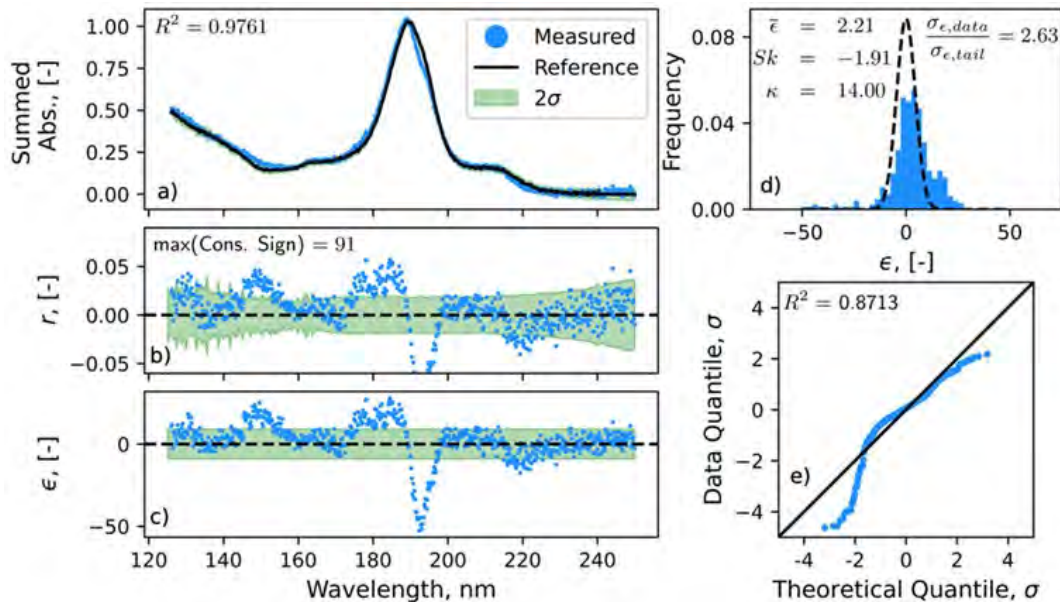 R² = 0.9761
Measured
Reference
2σ
Summed
Abs., [-]
1.00
0.75
0.50
0.25
0.00
a)
max(Cons. Sign) = 91
r, [-]
0.05
0.00
−0.05
b)
ϵ, [-]
0
−50
c)
120 140 160 180 200 220 240
Wavelength, nm
ϵ̅ = 2.21
Sk = −1.91
κ = 14.00
σϵ,data / σϵ,tail = 2.63
Frequency
0.08
0.04
0.00
d)
−50 0 50
ϵ, [-]
R² = 0.8713
Data Quantile, σ
4
2
0
−2
−4
e)
−4 −2 0 2 4
Theoretical Quantile, σ